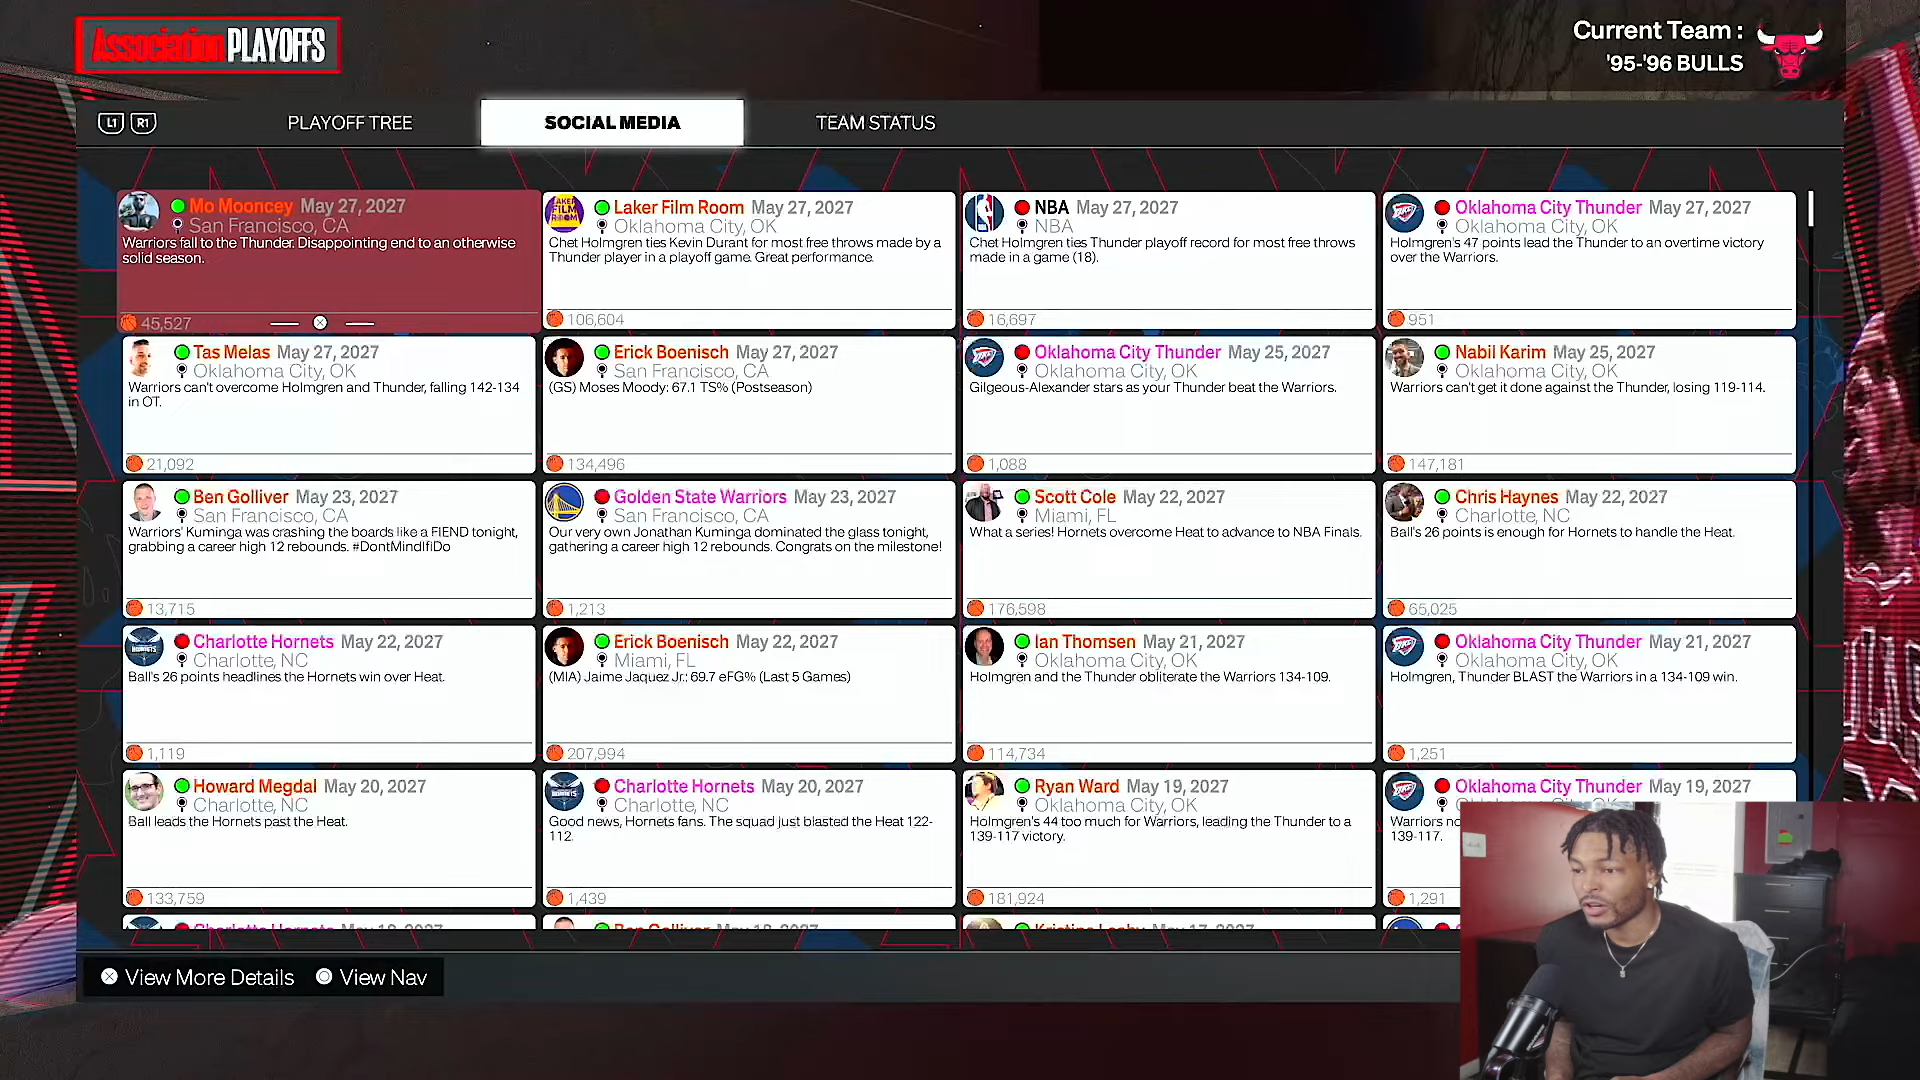 Association PLAYOFFS
Current Team :
'95-'96 BULLS
L1 R1
PLAYOFF TREE
SOCIAL MEDIA
TEAM STATUS
Mo Mooncey May 27, 2027
San Francisco, CA
Warriors fall to the Thunder. Disappointing end to an otherwise
solid season.
45,527
LAKER FILM ROOM
Laker Film Room May 27, 2027
Oklahoma City, OK
Chet Holmgren ties Kevin Durant for most free throws made by a
Thunder player in a playoff game. Great performance.
106,604
NBA May 27, 2027
NBA
Chet Holmgren ties Thunder playoff record for most free throws
made in a game (18).
16,697
Oklahoma City Thunder May 27, 2027
Oklahoma City, OK
Holmgren's 47 points lead the Thunder to an overtime victory
over the Warriors.
951
Tas Melas May 27, 2027
Oklahoma City, OK
Warriors can't overcome Holmgren and Thunder, falling 142-134
in OT.
21,092
Erick Boenisch May 27, 2027
San Francisco, CA
(GS) Moses Moody: 67.1 TS% (Postseason)
134,496
Oklahoma City Thunder May 25, 2027
Oklahoma City, OK
Gilgeous-Alexander stars as your Thunder beat the Warriors.
1,088
Nabil Karim May 25, 2027
Oklahoma City, OK
Warriors can't get it done against the Thunder, losing 119-114.
147,181
Ben Golliver May 23, 2027
San Francisco, CA
Warriors' Kuminga was crashing the boards like a FIEND tonight,
grabbing a career high 12 rebounds. #DontMindIfIDo
13,715
Golden State Warriors May 23, 2027
San Francisco, CA
Our very own Jonathan Kuminga dominated the glass tonight,
gathering a career high 12 rebounds. Congrats on the milestone!
1,213
Scott Cole May 22, 2027
Miami, FL
What a series! Hornets overcome Heat to advance to NBA Finals.
176,598
Chris Haynes May 22, 2027
Charlotte, NC
Ball's 26 points is enough for Hornets to handle the Heat.
65,025
Charlotte Hornets May 22, 2027
Charlotte, NC
Ball's 26 points headlines the Hornets win over Heat.
1,119
Erick Boenisch May 22, 2027
Miami, FL
(MIA) Jaime Jaquez Jr.: 69.7 eFG% (Last 5 Games)
207,994
Ian Thomsen May 21, 2027
Oklahoma City, OK
Holmgren and the Thunder obliterate the Warriors 134-109.
114,734
Oklahoma City Thunder May 21, 2027
Oklahoma City, OK
Holmgren, Thunder BLAST the Warriors in a 134-109 win.
1,251
Howard Megdal May 20, 2027
Charlotte, NC
Ball leads the Hornets past the Heat.
133,759
Charlotte Hornets May 20, 2027
Charlotte, NC
Good news, Hornets fans. The squad just blasted the Heat 122-
112.
1,439
Ryan Ward May 19, 2027
Oklahoma City, OK
Holmgren's 44 too much for Warriors, leading the Thunder to a
139-117 victory.
181,924
Oklahoma City Thunder May 19, 2027
Oklahoma City, OK
Warriors
139-117.
1,291
View More Details
View Nav